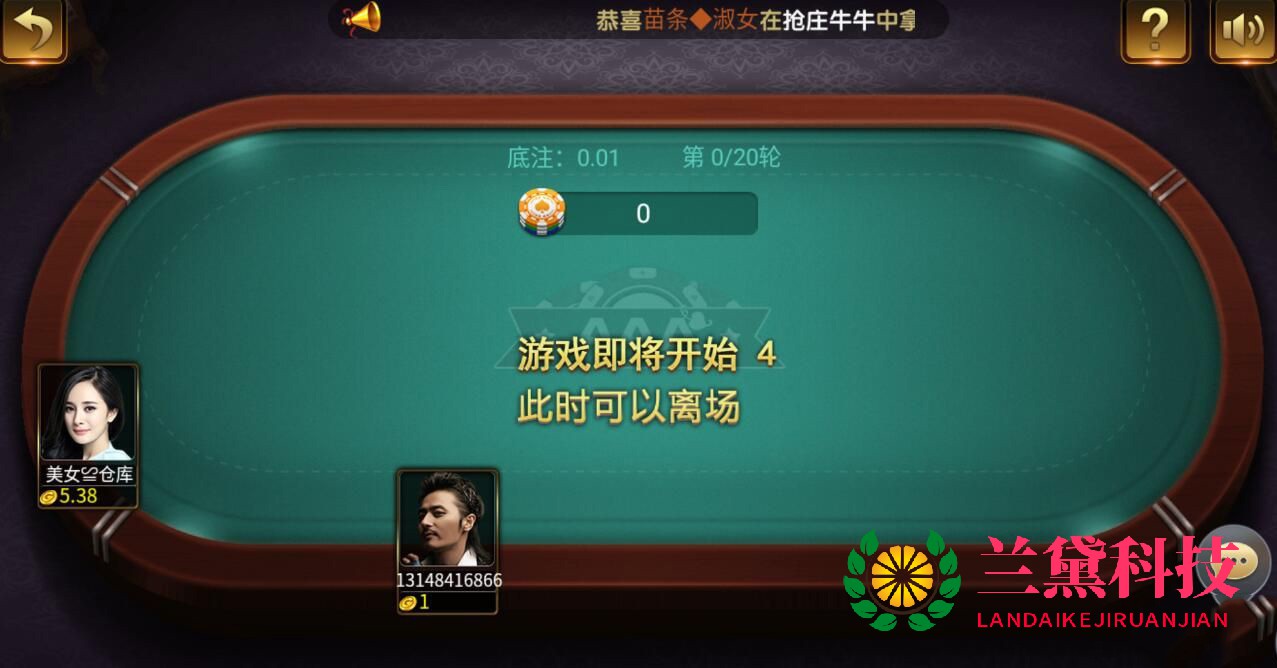 恭喜苗条◆淑女在抢庄牛牛中拿
?
底注：0.01 第 0/20轮
0
AAA
游戏即将开始 4
此时可以离场
美女≌仓库
5.38
13148416866
1
兰黛科技
LANDAIKEJIRUANJIAN